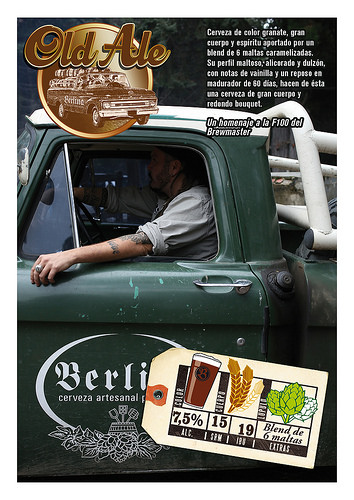 Old Ale
Berlina
Cerveza de color granate, gran
cuerpo y espíritu aportado por un
blend de 6 maltas caramelizadas.
Su perfil maltoso, alicorado y dulzón,
con notas de vainilla y un reposo en
madurador de 60 días, hacen de ésta
una cerveza de gran cuerpo y
redondo bouquet.
Un homenaje a la F100 del
Brewmaster
Berli
cerveza artesanal p
COLOR
CUERPO
7,5%
15
19
Blend de
6 maltas
ALC.
SRM
IBU
EXTRAS